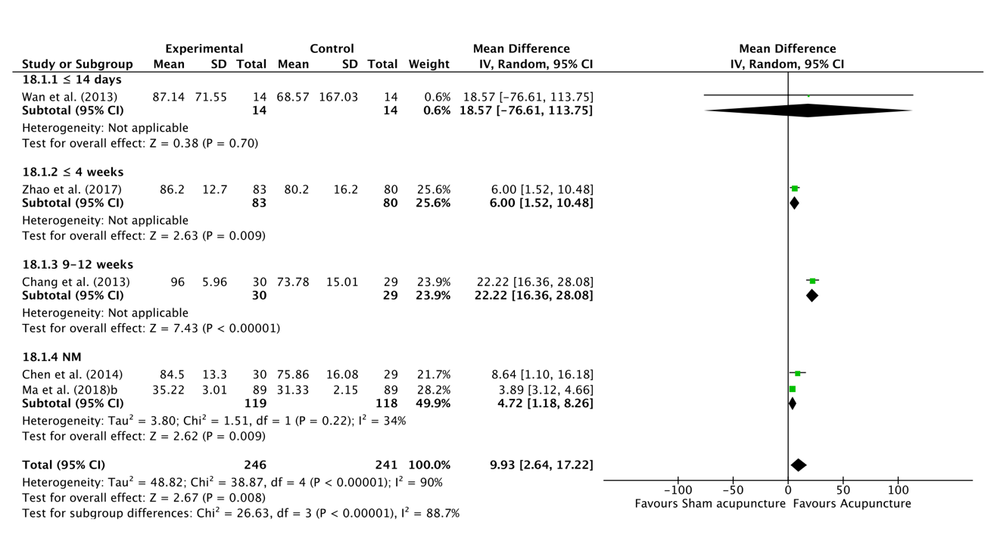 Experimental Control Mean Difference Mean Difference
Study or Subgroup Mean SD Total Mean SD Total Weight IV, Random, 95% CI IV, Random, 95% CI
18.1.1 ≤ 14 days
Wan et al. (2013) 87.14 71.55 14 68.57 167.03 14 0.6% 18.57 [-76.61, 113.75]
Subtotal (95% CI) 14 14 0.6% 18.57 [-76.61, 113.75]
Heterogeneity: Not applicable
Test for overall effect: Z = 0.38 (P = 0.70)
18.1.2 ≤ 4 weeks
Zhao et al. (2017) 86.2 12.7 83 80.2 16.2 80 25.6% 6.00 [1.52, 10.48]
Subtotal (95% CI) 83 80 25.6% 6.00 [1.52, 10.48]
Heterogeneity: Not applicable
Test for overall effect: Z = 2.63 (P = 0.009)
18.1.3 9-12 weeks
Chang et al. (2013) 96 5.96 30 73.78 15.01 29 23.9% 22.22 [16.36, 28.08]
Subtotal (95% CI) 30 29 23.9% 22.22 [16.36, 28.08]
Heterogeneity: Not applicable
Test for overall effect: Z = 7.43 (P < 0.00001)
18.1.4 NM
Chen et al. (2014) 84.5 13.3 30 75.86 16.08 29 21.7% 8.64 [1.10, 16.18]
Ma et al. (2018)b 35.22 3.01 89 31.33 2.15 89 28.2% 3.89 [3.12, 4.66]
Subtotal (95% CI) 119 118 49.9% 4.72 [1.18, 8.26]
Heterogeneity: Tau² = 3.80; Chi² = 1.51, df = 1 (P = 0.22); I² = 34%
Test for overall effect: Z = 2.62 (P = 0.009)
Total (95% CI) 246 241 100.0% 9.93 [2.64, 17.22]
Heterogeneity: Tau² = 48.82; Chi² = 38.87, df = 4 (P < 0.00001); I² = 90%
Test for overall effect: Z = 2.67 (P = 0.008)
Test for subgroup differences: Chi² = 26.63, df = 3 (P < 0.00001), I² = 88.7%
-100 -50 0 50 100
Favours Sham acupuncture Favours Acupuncture